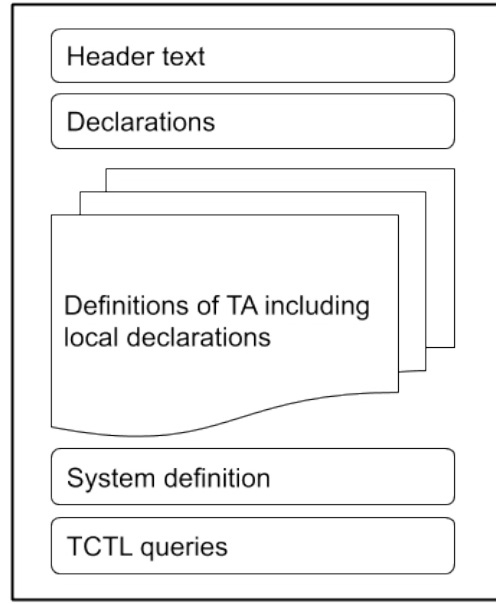 Header text
Declarations
Definitions of TA including
local declarations
System definition
TCTL queries